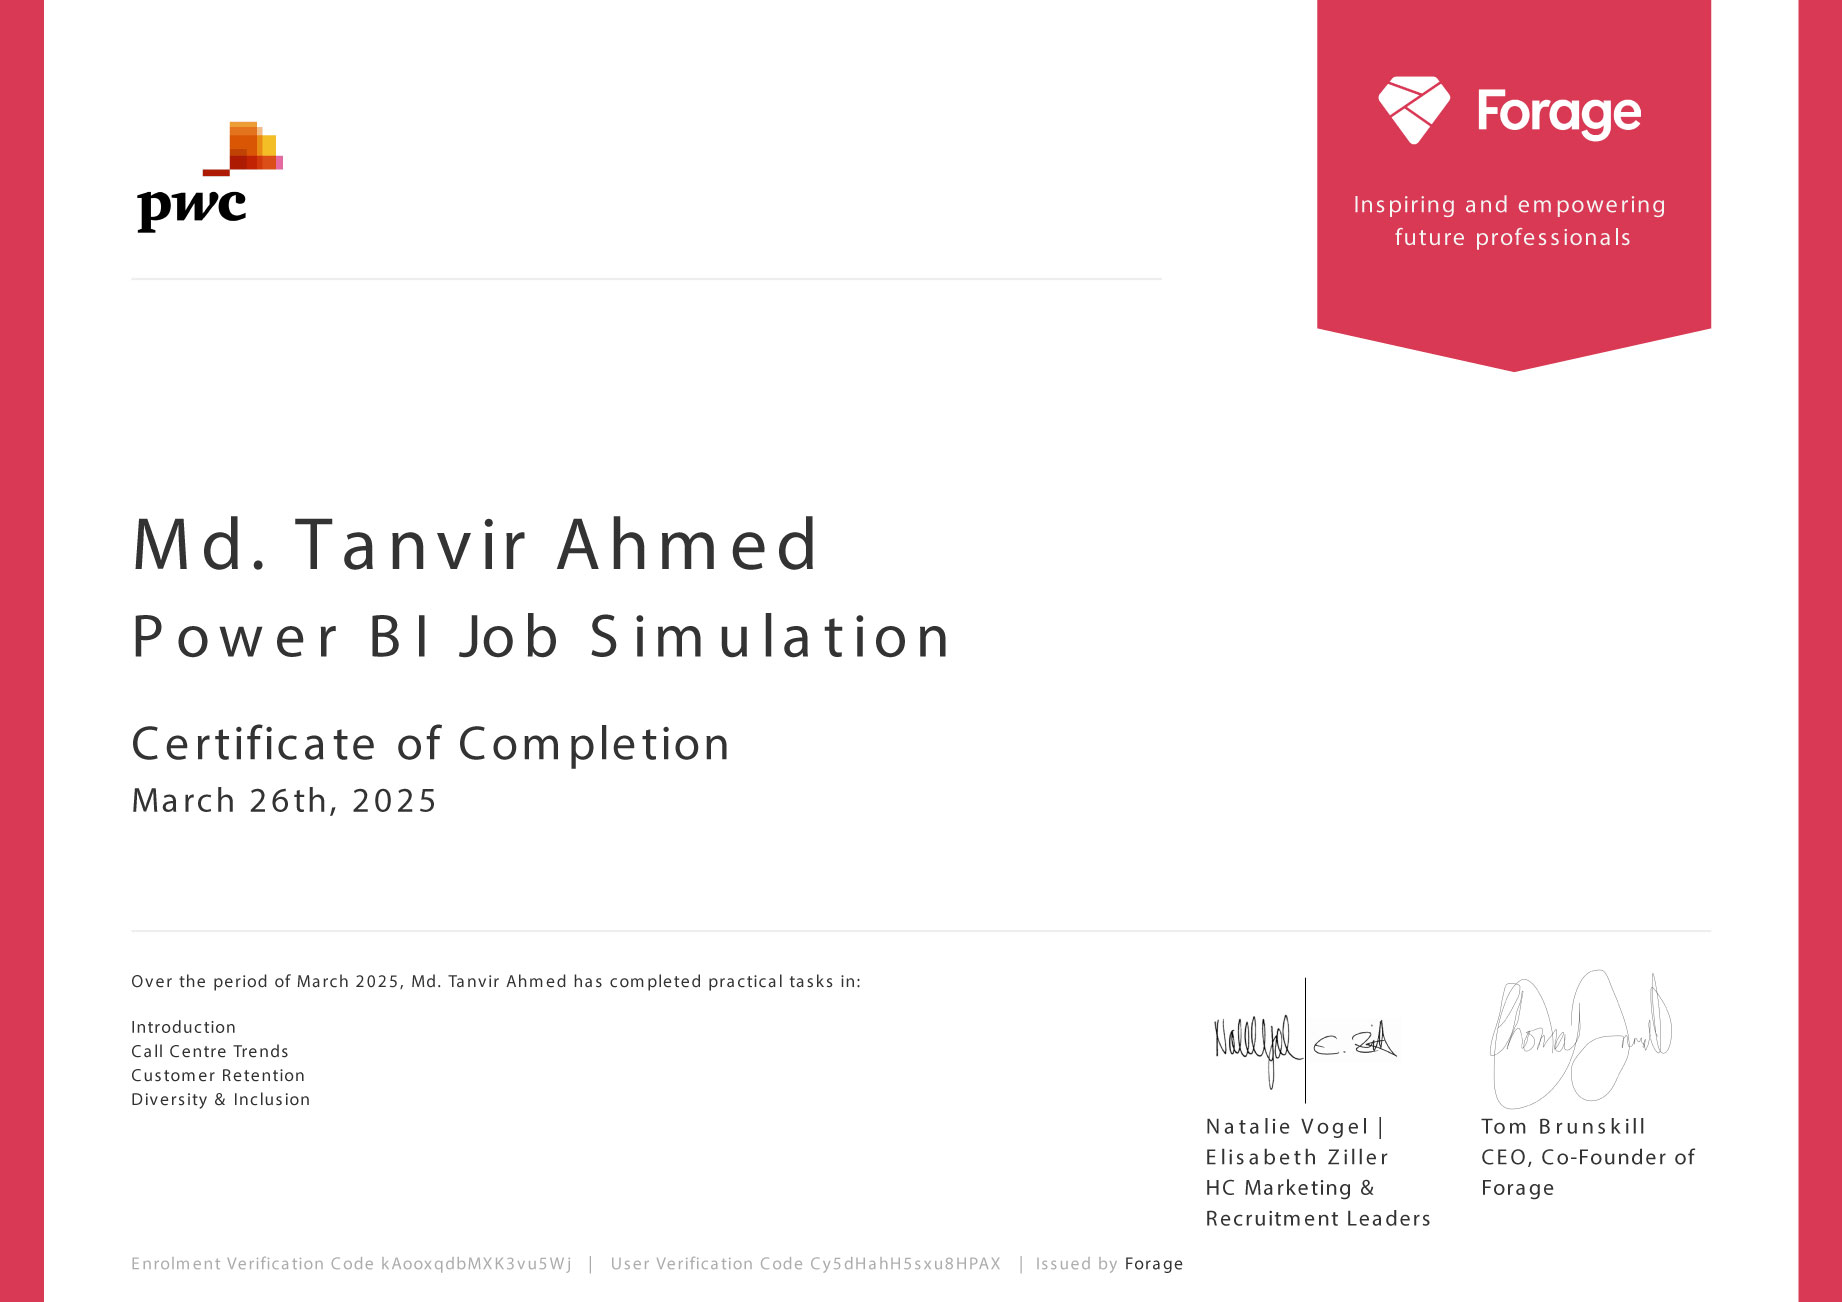 pwc
Forage
Inspiring and empowering
future professionals
Md. Tanvir Ahmed
Power BI Job Simulation
Certificate of Completion
March 26th, 2025
Over the period of March 2025, Md. Tanvir Ahmed has completed practical tasks in:
Introduction
Call Centre Trends
Customer Retention
Diversity & Inclusion
E. Zill
Natalie Vogel |
Elisabeth Ziller
HC Marketing &
Recruitment Leaders
Tom Brunskill
CEO, Co-Founder of
Forage
Enrolment Verification Code kAooxqdbMXK3vu5Wj | User Verification Code Cy5dHahH5sxu8HPAX | Issued by Forage